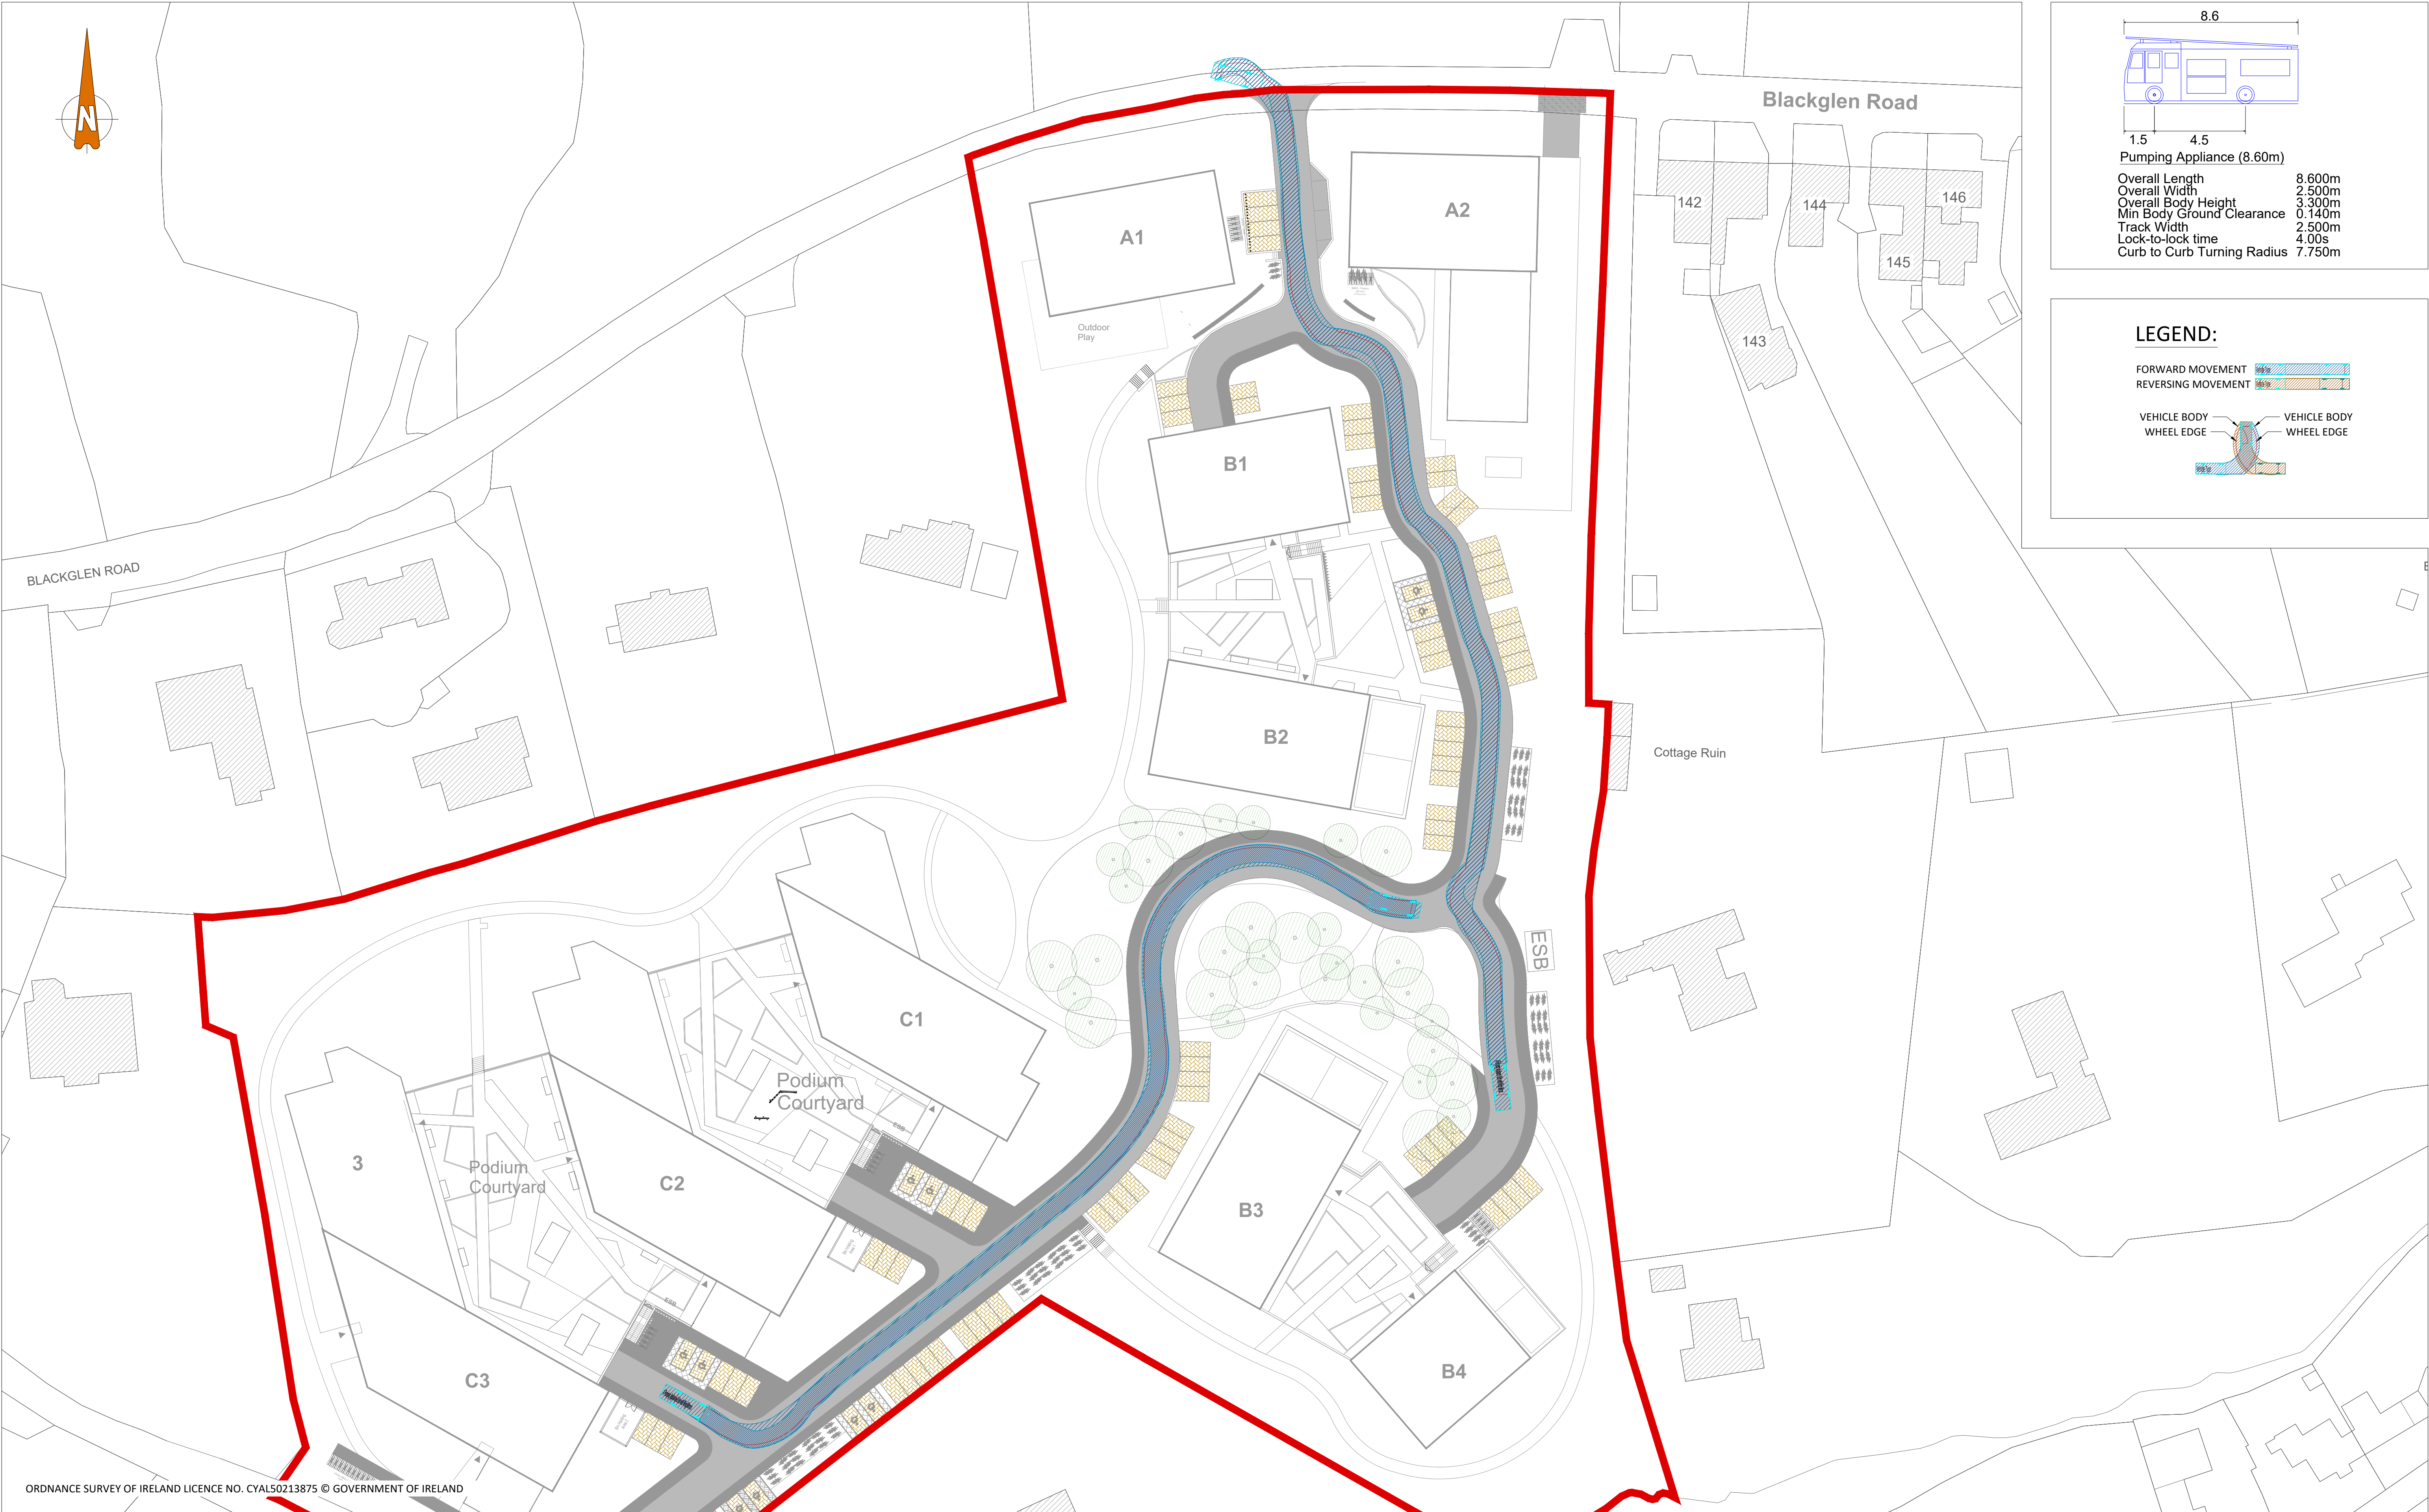 N
8.6
1.5
4.5
Pumping Appliance (8.60m)
Overall Length 8.600m
Overall Width 2.500m
Overall Body Height 3.300m
Min Body Ground Clearance 0.140m
Track Width 2.500m
Lock-to-lock time 4.00s
Curb to Curb Turning Radius 7.750m
LEGEND:
FORWARD MOVEMENT
REVERSING MOVEMENT
VEHICLE BODY
VEHICLE BODY
WHEEL EDGE
WHEEL EDGE
Blackglen Road
BLACKGLEN ROAD
142
144
146
145
143
A1
A2
Outdoor
Play
B1
B2
Cottage Ruin
ESB
C1
Podium
Courtyard
ESB
3
Podium
Courtyard
C2
ESB
B3
C3
B4
ORDNANCE SURVEY OF IRELAND LICENCE NO. CYAL50213875 © GOVERNMENT OF IRELAND